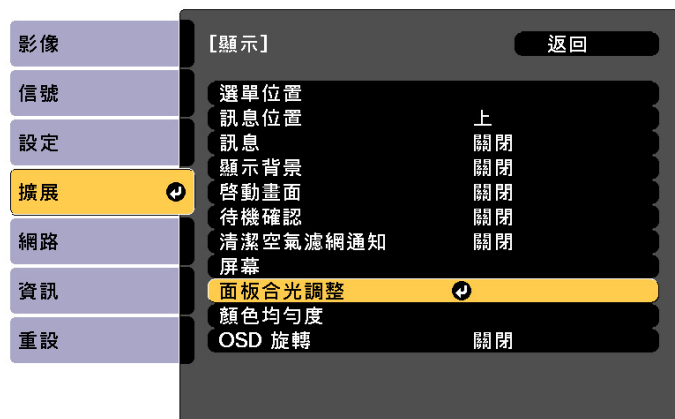 影像
信號
設定
擴展
網路
資訊
重設
[顯示]
返回
選單位置
訊息位置 上
訊息 關閉
顯示背景 關閉
啓動畫面 關閉
待機確認 關閉
清潔空氣濾網通知 關閉
屏幕
面板合光調整
顏色均勻度
OSD 旋轉 關閉